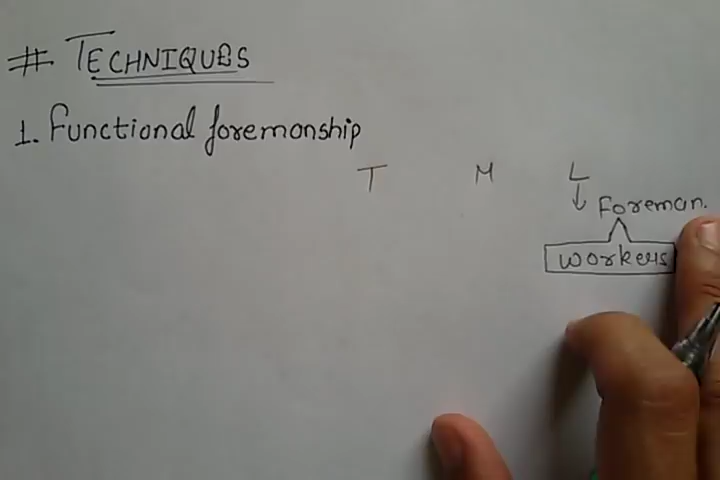 # TECHNIQUES
1. Functional foremonship
T M L
↓ Foreman.
workers